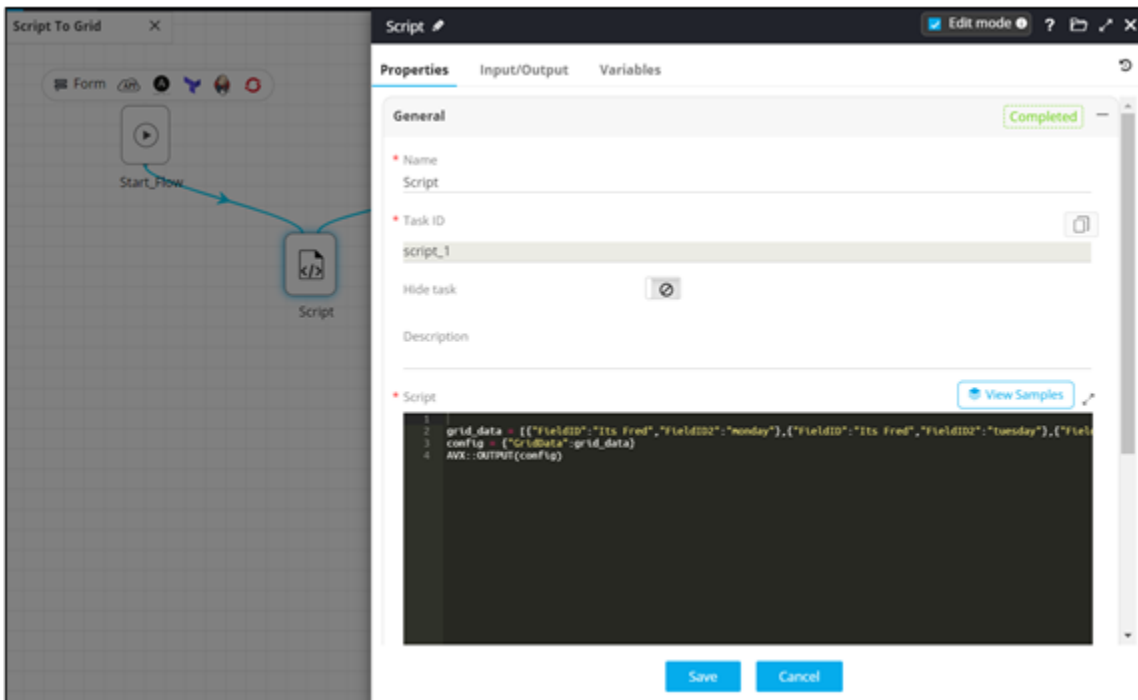 Script To Grid
Script
Edit mode
?
Form
Properties Input/Output Variables
General
Completed
* Name
Script
* Task ID
script_1
Hide task
Description
* Script
View Samples
Start_Flow
Script
1
2 grid_data = [{"FieldID":"Its Fred","FieldID2":"monday"},{"FieldID":"Its Fred","FieldID2":"tuesday"},{"Fiel
3 config = {"GridData":grid_data}
4 AVX::OUTPUT(config)
Save Cancel